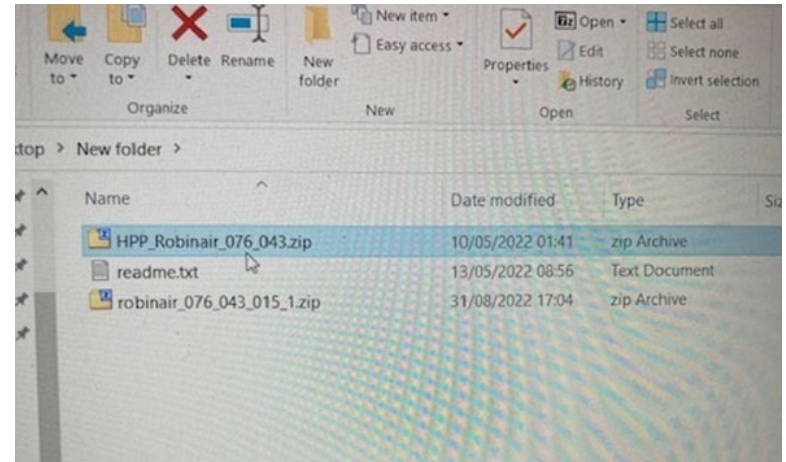 New item
Open
Select all
Easy access
Edit
Select none
Move to
Copy to
Delete
Rename
New folder
Properties
History
Invert selection
Organize
New
Open
Select
top > New folder >
Name Date modified Type Siz
HPP_Robinair_076_043.zip 10/05/2022 01:41 zip Archive
readme.txt 13/05/2022 08:56 Text Document
robinair_076_043_015_1.zip 31/08/2022 17:04 zip Archive